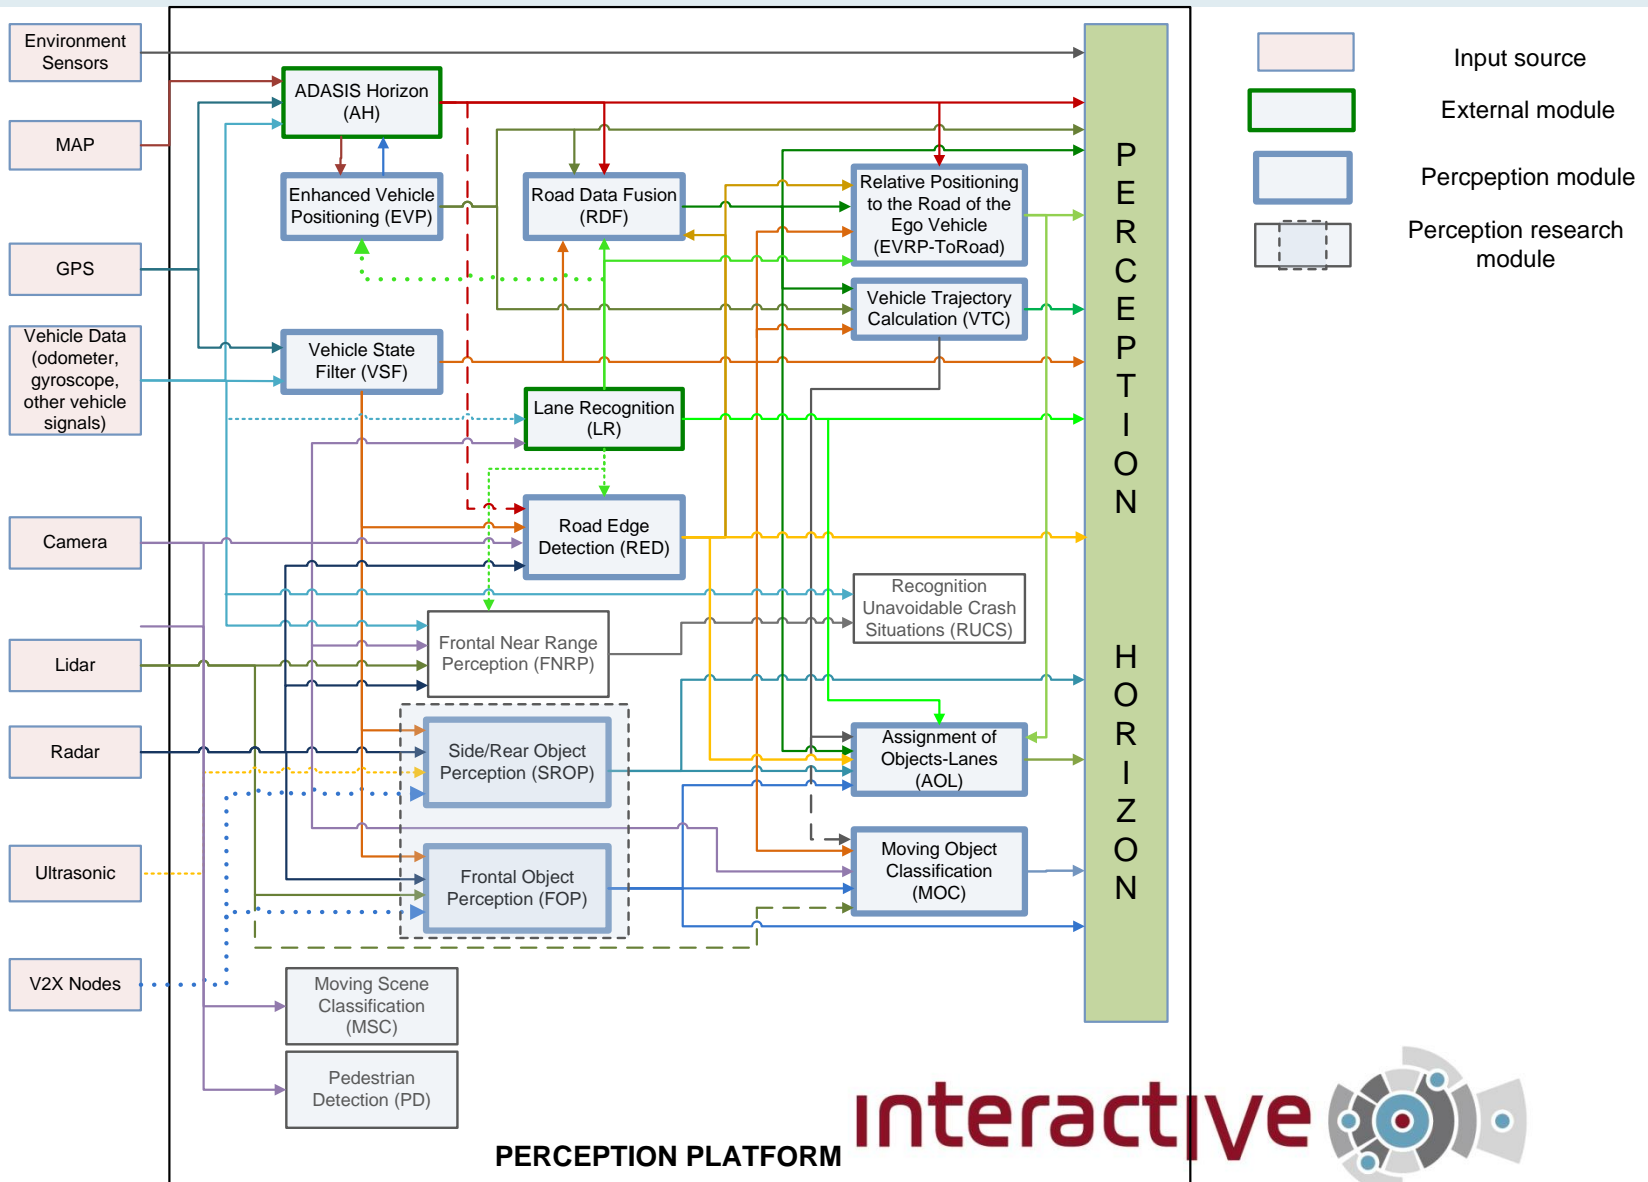 Environment
Sensors
MAP
GPS
Vehicle Data
(odometer,
gyroscope,
other vehicle
signals)
Camera
Lidar
Radar
Ultrasonic
V2X Nodes
ADASIS Horizon
(AH)
Enhanced Vehicle
Positioning (EVP)
Vehicle State
Filter (VSF)
Road Data Fusion
(RDF)
Lane Recognition
(LR)
Road Edge
Detection (RED)
Frontal Near Range
Perception (FNRP)
Side/Rear Object
Perception (SROP)
Frontal Object
Perception (FOP)
Moving Scene
Classification
(MSC)
Pedestrian
Detection (PD)
Relative Positioning
to the Road of the
Ego Vehicle
(EVRP-ToRoad)
Vehicle Trajectory
Calculation (VTC)
Recognition
Unavoidable Crash
Situations (RUCS)
Assignment of
Objects-Lanes
(AOL)
Moving Object
Classification
(MOC)
PERCEPTION
HORIZON
Input source
External module
Percpeption module
Perception research
module
PERCEPTION PLATFORM
interactIve